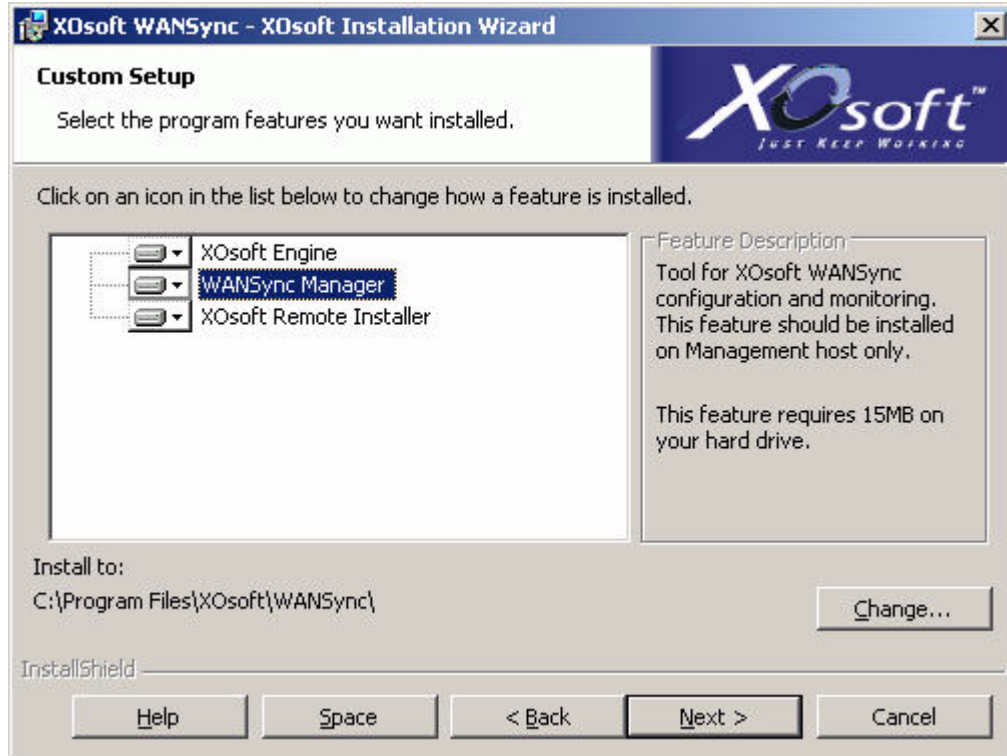 XOsoft WANSync - XOsoft Installation Wizard
Custom Setup
Select the program features you want installed.
XOsoft™
JUST KEEP WORKING
Click on an icon in the list below to change how a feature is installed.
XOsoft Engine
WANSync Manager
XOsoft Remote Installer
Feature Description
Tool for XOsoft WANSync
configuration and monitoring.
This feature should be installed
on Management host only.
This feature requires 15MB on
your hard drive.
Install to:
C:\Program Files\XOsoft\WANSync\
Change...
InstallShield
Help
Space
< Back
Next >
Cancel